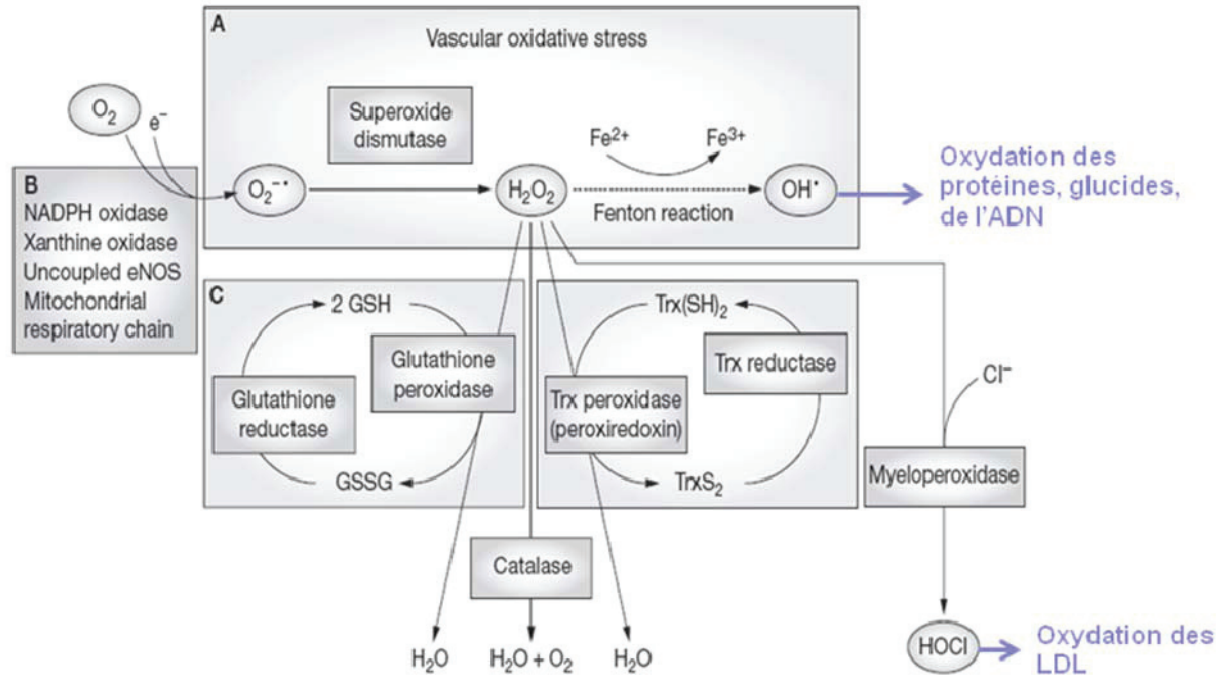 A
Vascular oxidative stress
O₂
e⁻
Superoxide
dismutase
Fe²⁺
Fe³⁺
O₂⁻•
H₂O₂
OH•
Fenton reaction
Oxydation des
protéines, glucides,
de l'ADN
B
NADPH oxidase
Xanthine oxidase
Uncoupled eNOS
Mitochondrial
respiratory chain
C
2 GSH
Glutathione
peroxidase
Glutathione
reductase
GSSG
Trx(SH)₂
Trx reductase
Trx peroxidase
(peroxiredoxin)
TrxS₂
Cl⁻
Myeloperoxidase
Catalase
H₂O
H₂O + O₂
H₂O
HOCl
Oxydation des
LDL